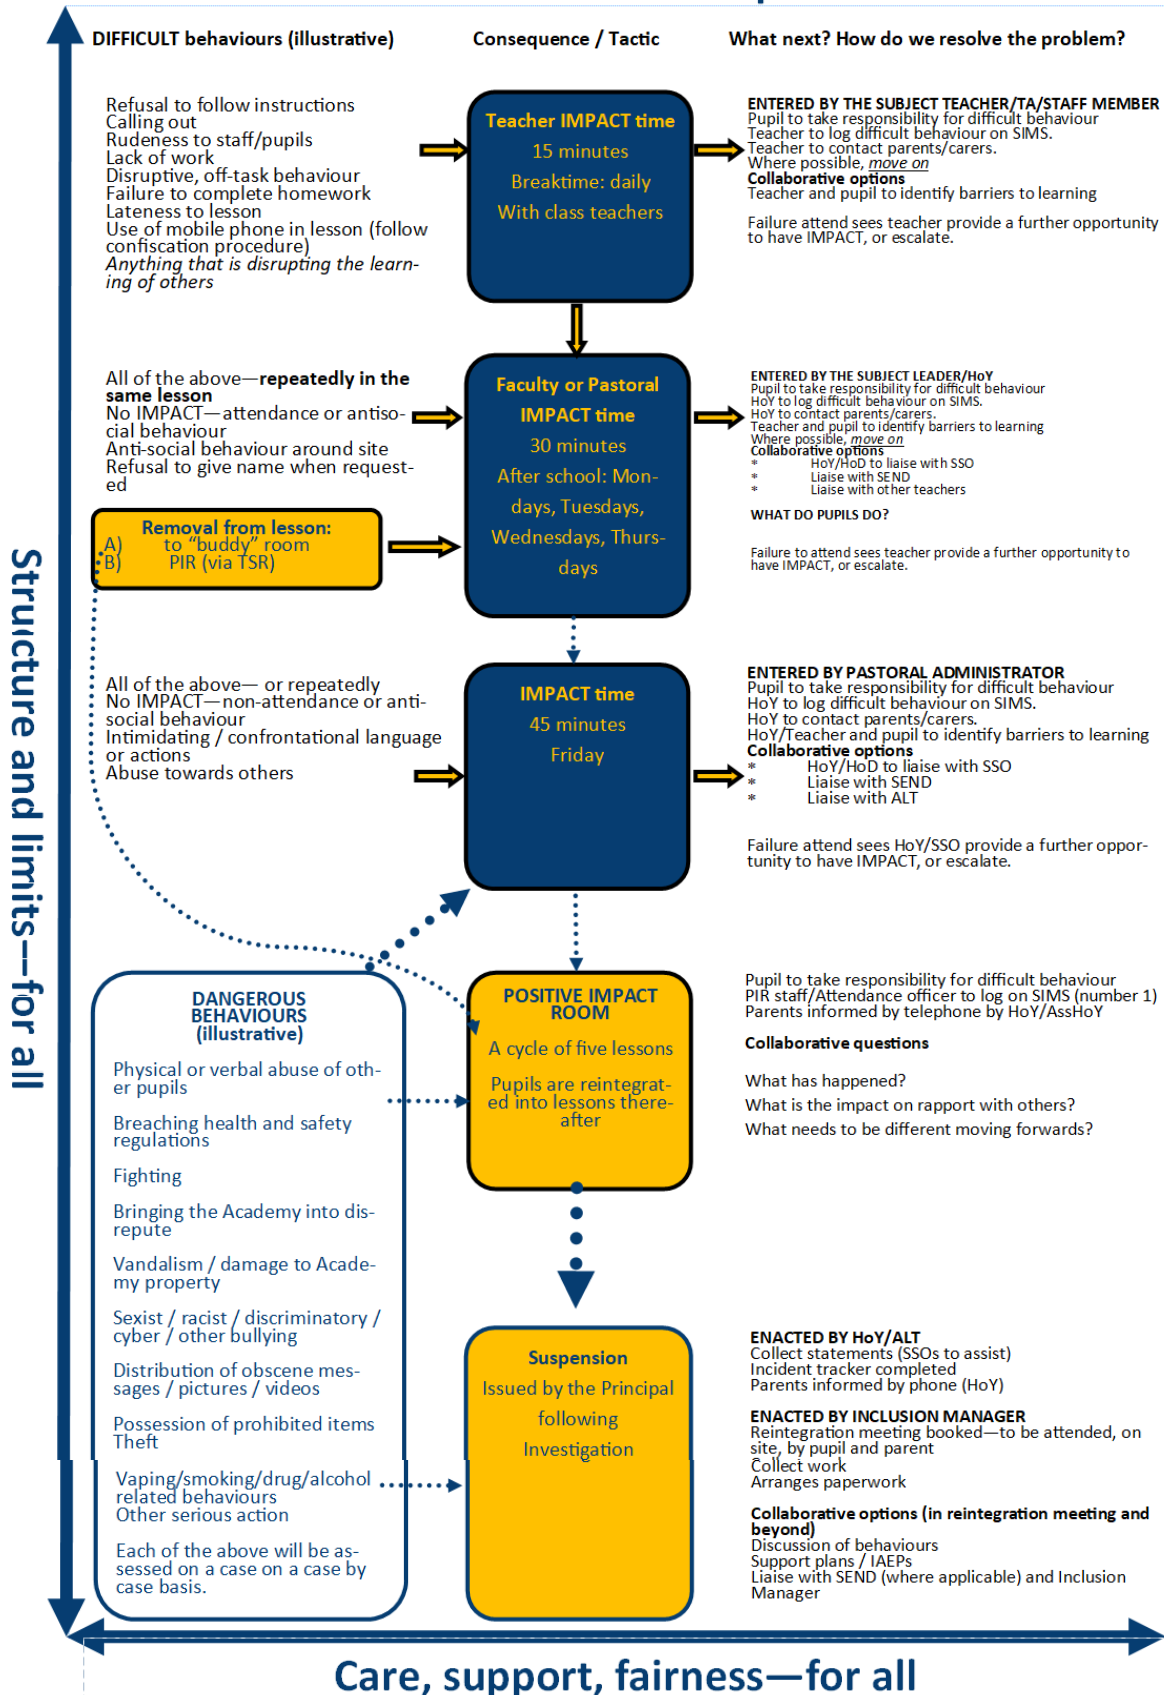 DIFFICULT behaviours (illustrative)
Consequence / Tactic
What next? How do we resolve the problem?
Refusal to follow instructions
Calling out
Rudeness to staff/pupils
Lack of work
Disruptive, off-task behaviour
Failure to complete homework
Lateness to lesson
Use of mobile phone in lesson (follow
confiscation procedure)
Anything that is disrupting the learn-
ing of others
Teacher IMPACT time
15 minutes
Breaktime: daily
With class teachers
ENTERED BY THE SUBJECT TEACHER/TA/STAFF MEMBER
Pupil to take responsibility for difficult behaviour
Teacher to log difficult behaviour on SIMS.
Teacher to contact parents/carers.
Where possible, move on
Collaborative options
Teacher and pupil to identify barriers to learning
Failure attend sees teacher provide a further opportunity
to have IMPACT, or escalate.
All of the above—repeatedly in the
same lesson
No IMPACT—attendance or antiso-
cial behaviour
Anti-social behaviour around site
Refusal to give name when request-
ed
Removal from lesson:
A) to “buddy” room
B) PIR (via TSR)
Faculty or Pastoral
IMPACT time
30 minutes
After school: Mon-
days, Tuesdays,
Wednesdays, Thurs-
days
ENTERED BY THE SUBJECT LEADER/HoY
Pupil to take responsibility for difficult behaviour
HoY to log difficult behaviour on SIMS.
HoY to contact parents/carers.
Teacher and pupil to identify barriers to learning
Where possible, move on
Collaborative options
* HoY/HoD to liaise with SSO
* Liaise with SEND
* Liaise with other teachers
WHAT DO PUPILS DO?
Failure to attend sees teacher provide a further opportunity to
have IMPACT, or escalate.
All of the above— or repeatedly
No IMPACT—non-attendance or anti-
social behaviour
Intimidating / confrontational language
or actions
Abuse towards others
IMPACT time
45 minutes
Friday
ENTERED BY PASTORAL ADMINISTRATOR
Pupil to take responsibility for difficult behaviour
HoY to log difficult behaviour on SIMS.
HoY to contact parents/carers.
HoY/Teacher and pupil to identify barriers to learning
Collaborative options
* HoY/HoD to liaise with SSO
* Liaise with SEND
* Liaise with ALT
Failure attend sees HoY/SSO provide a further oppor-
tunity to have IMPACT, or escalate.
DANGEROUS
BEHAVIOURS
(illustrative)
Physical or verbal abuse of oth-
er pupils
Breaching health and safety
regulations
Fighting
Bringing the Academy into dis-
repute
Vandalism / damage to Acade-
my property
Sexist / racist / discriminatory /
cyber / other bullying
Distribution of obscene mes-
sages / pictures / videos
Possession of prohibited items
Theft
Vaping/smoking/drug/alcohol
related behaviours
Other serious action
Each of the above will be as-
sessed on a case on a case by
case basis.
POSITIVE IMPACT
ROOM
A cycle of five lessons
Pupils are reintegrat-
ed into lessons there-
after
Pupil to take responsibility for difficult behaviour
PIR staff/Attendance officer to log on SIMS (number 1)
Parents informed by telephone by HoY/AssHoY
Collaborative questions
What has happened?
What is the impact on rapport with others?
What needs to be different moving forwards?
Suspension
Issued by the Principal
following
Investigation
ENACTED BY HoY/ALT
Collect statements (SSOs to assist)
Incident tracker completed
Parents informed by phone (HoY)
ENACTED BY INCLUSION MANAGER
Reintegration meeting booked—to be attended, on
site, by pupil and parent
Collect work
Arranges paperwork
Collaborative options (in reintegration meeting and
beyond)
Discussion of behaviours
Support plans / IAEPs
Liaise with SEND (where applicable) and Inclusion
Manager
Structure and limits—for all
Care, support, fairness—for all